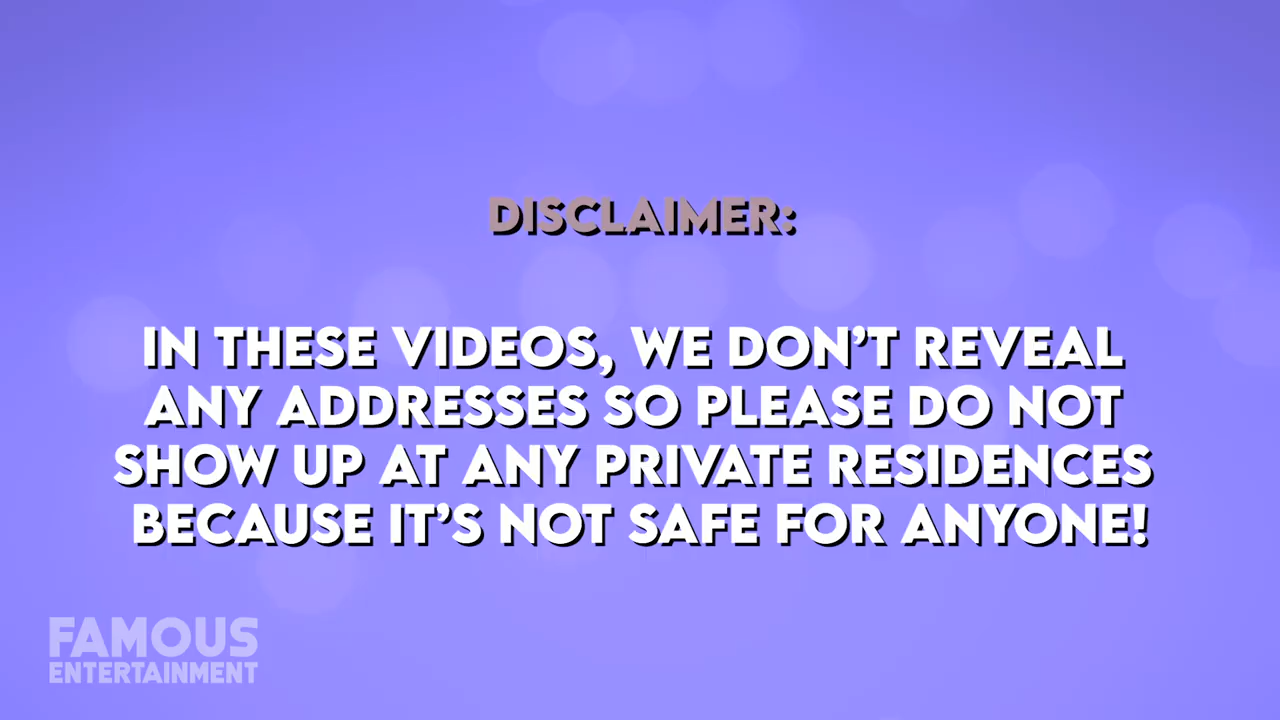 DISCLAIMER:
IN THESE VIDEOS, WE DON'T REVEAL
ANY ADDRESSES SO PLEASE DO NOT
SHOW UP AT ANY PRIVATE RESIDENCES
BECAUSE IT'S NOT SAFE FOR ANYONE!
FAMOUS
ENTERTAINMENT